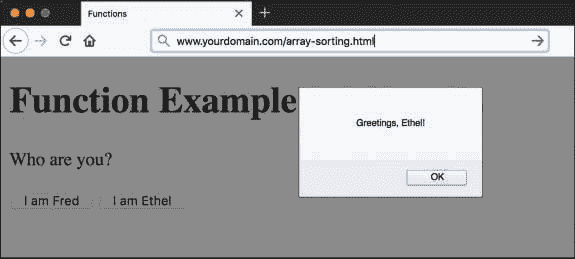 Functions
www.yourdomain.com/array-sorting.html
Function Example
Greetings, Ethel!
Who are you?
OK
I am Fred
I am Ethel